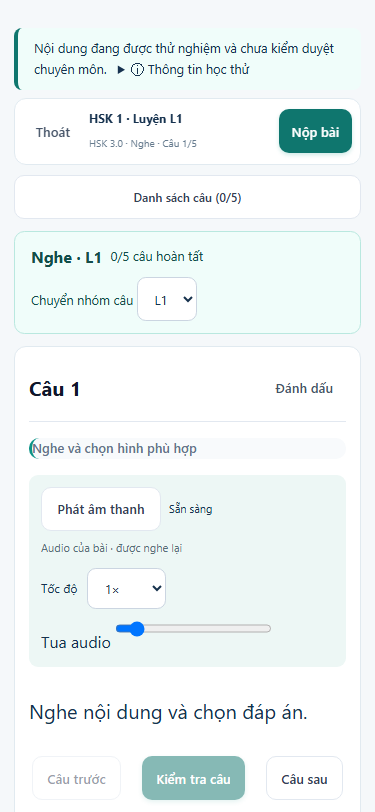 Nội dung đang được thử nghiệm và chưa kiểm duyệt
chuyên môn. ▶ ⓘ Thông tin học thử
Thoát
HSK 1 · Luyện L1
HSK 3.0 · Nghe · Câu 1/5
Nộp bài
Danh sách câu (0/5)
Nghe · L1 0/5 câu hoàn tất
Chuyển nhóm câu L1
Câu 1
Đánh dấu
Nghe và chọn hình phù hợp
Phát âm thanh Sẵn sàng
Audio của bài · được nghe lại
Tốc độ 1×
Tua audio
Nghe nội dung và chọn đáp án.
Câu trước Kiểm tra câu Câu sau